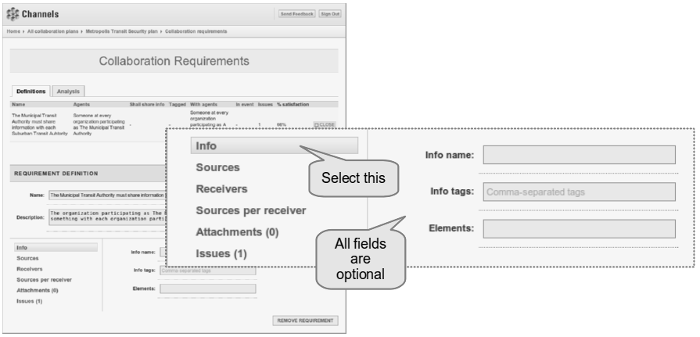 Channels
Send Feedback
Sign Out
Home › All collaboration plans › Metropolis Transit Security plan › Collaboration requirements
Collaboration Requirements
Definitions
Analysis
Name Agents Must share info Tagged With agents In event Issues % satisfaction
The Municipal Transit
Authority must share
information with each
Suburban Transit Authority
Someone at every
organization participating
as The Municipal Transit
Authority
-
-
Someone at every
organization
participating as A
-
1
CLOSE
REQUIREMENT DEFINITION
Name: The Municipal Transit Authority must share information
Description: The organization participating as The
something with each organization parti
Info
Sources
Receivers
Sources per receiver
Attachments (0)
Issues (1)
Info name:
Info tags: Comma-separated tags
Elements:
REMOVE REQUIREMENT
Info
Sources
Receivers
Sources per receiver
Attachments (0)
Issues (1)
Select this
All fields
are
optional
Info name:
Info tags: Comma-separated tags
Elements: